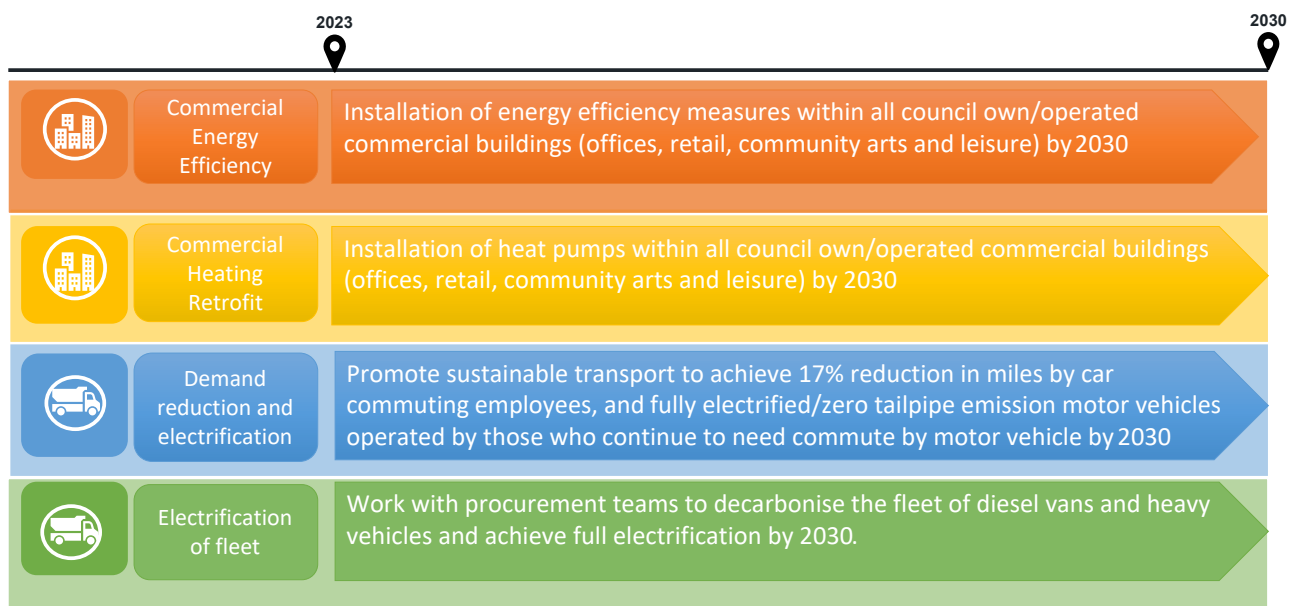 2023
2030
Commercial
Energy
Efficiency
Installation of energy efficiency measures within all council own/operated
commercial buildings (offices, retail, community arts and leisure) by 2030
Commercial
Heating
Retrofit
Installation of heat pumps within all council own/operated commercial buildings
(offices, retail, community arts and leisure) by 2030
Demand
reduction and
electrification
Promote sustainable transport to achieve 17% reduction in miles by car
commuting employees, and fully electrified/zero tailpipe emission motor vehicles
operated by those who continue to need commute by motor vehicle by 2030
Electrification
of fleet
Work with procurement teams to decarbonise the fleet of diesel vans and heavy
vehicles and achieve full electrification by 2030.